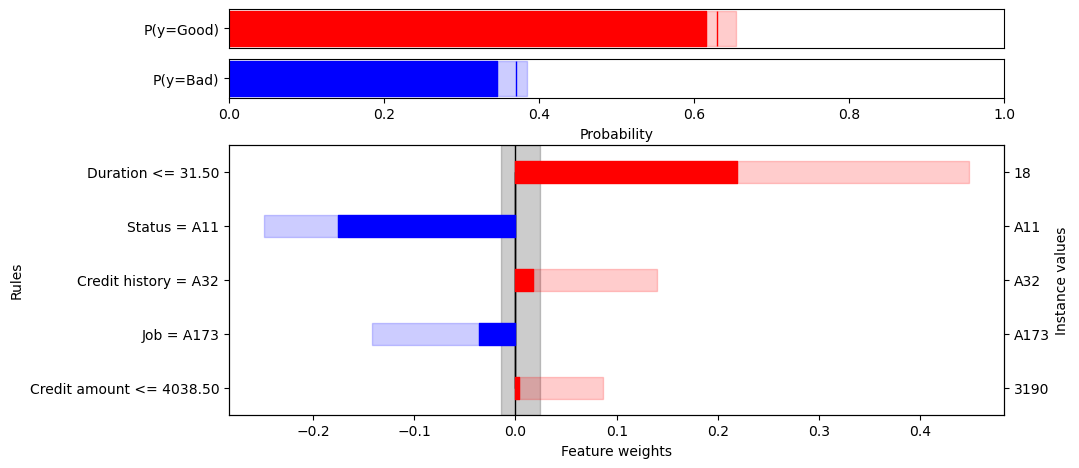 P(y=Good)
P(y=Bad)
0.0 0.2 0.4 0.6 0.8 1.0
Probability
Duration <= 31.50 18
Status = A11 A11
Credit history = A32 A32
Job = A173 A173
Credit amount <= 4038.50 3190
Rules
Instance values
−0.2 −0.1 0.0 0.1 0.2 0.3 0.4
Feature weights